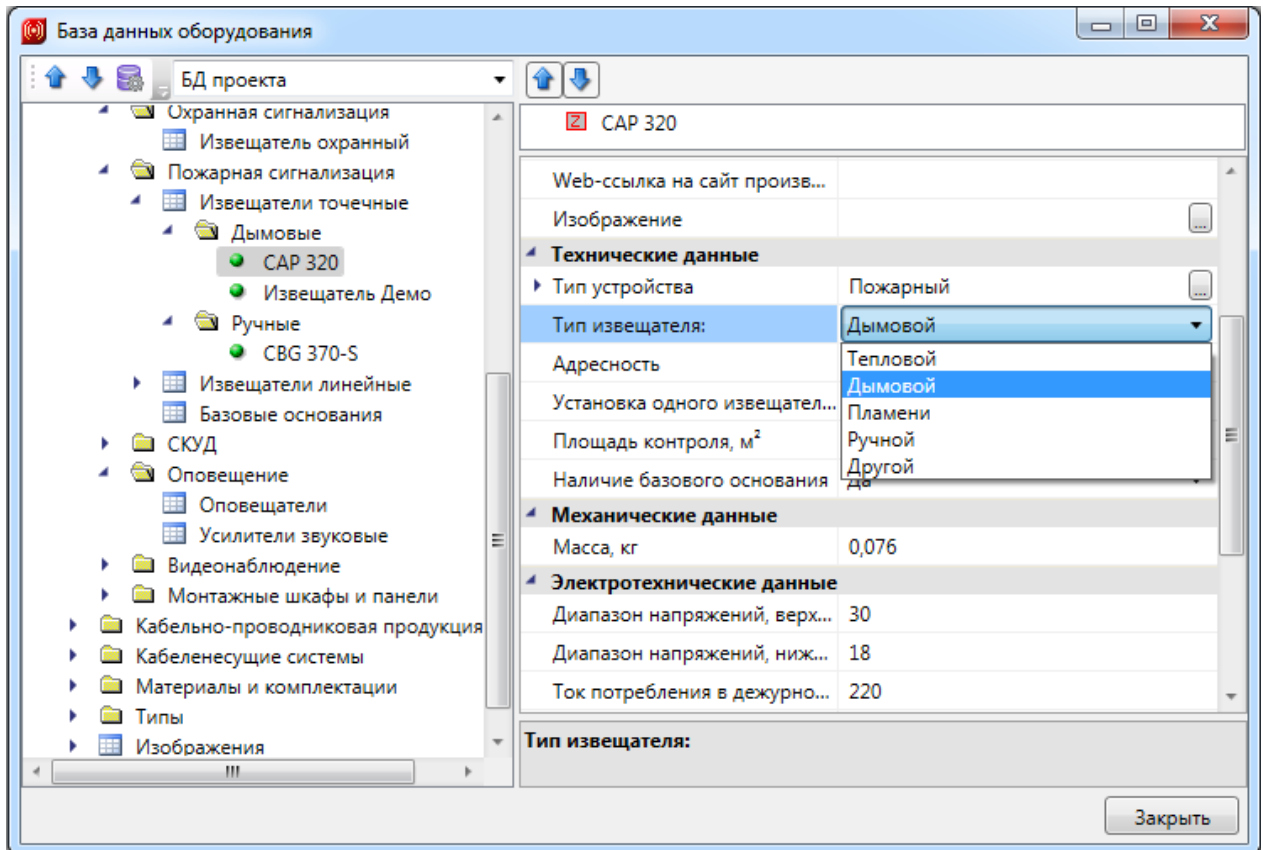 База данных оборудования
БД проекта
Охранная сигнализация
Извещатель охранный
Пожарная сигнализация
Извещатели точечные
Дымовые
CAP 320
Извещатель Демо
Ручные
CBG 370-S
Извещатели линейные
Базовые основания
СКУД
Оповещение
Оповещатели
Усилители звуковые
Видеонаблюдение
Монтажные шкафы и панели
Кабельно-проводниковая продукция
Кабеленесущие системы
Материалы и комплектации
Типы
Изображения
Z CAP 320
Web-ссылка на сайт произв...
Изображение ...
Технические данные
Тип устройства Пожарный ...
Тип извещателя: Дымовой
Адресность
Установка одного извещател...
Площадь контроля, м²
Наличие базового основания Да
Тепловой
Дымовой
Пламени
Ручной
Другой
Механические данные
Масса, кг 0,076
Электротехнические данные
Диапазон напряжений, верх... 30
Диапазон напряжений, ниж... 18
Ток потребления в дежурно... 220
Тип извещателя:
Закрыть